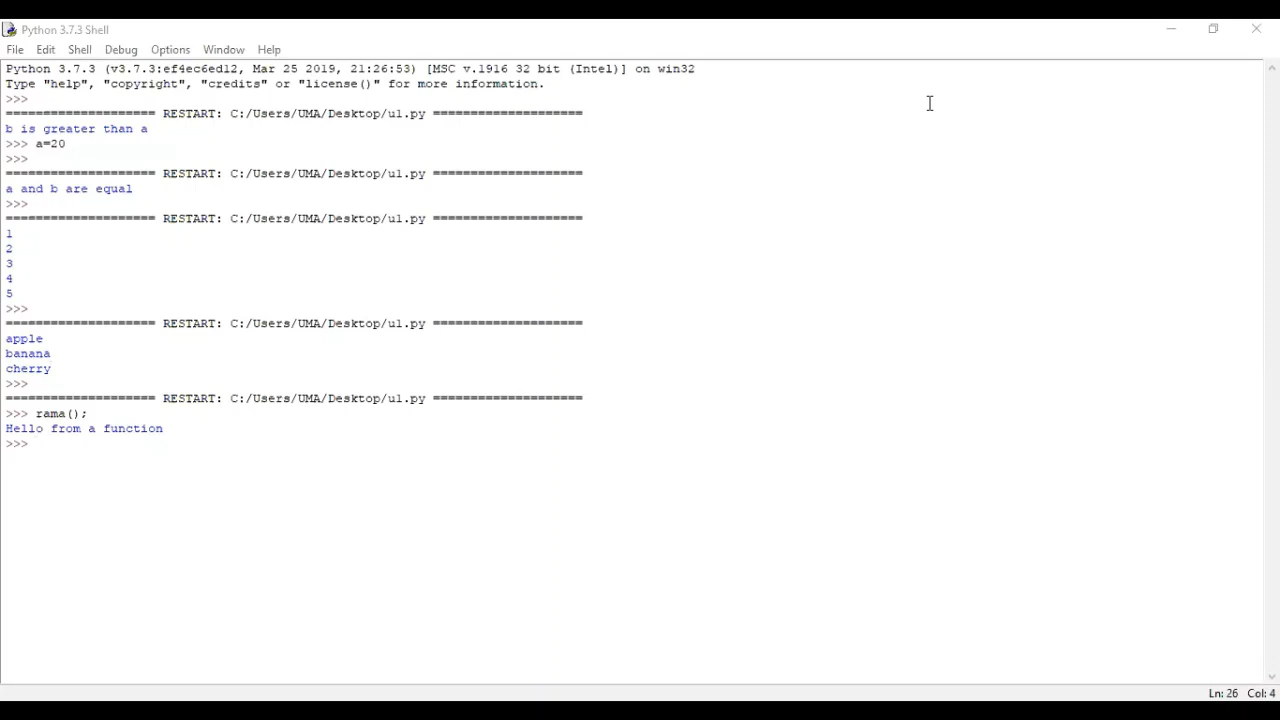 Python 3.7.3 Shell
File Edit Shell Debug Options Window Help
Python 3.7.3 (v3.7.3:ef4ec6ed12, Mar 25 2019, 21:26:53) [MSC v.1916 32 bit (Intel)] on win32
Type "help", "copyright", "credits" or "license()" for more information.
>>>
==================== RESTART: C:/Users/UMA/Desktop/u1.py ====================
b is greater than a
>>> a=20
>>>
==================== RESTART: C:/Users/UMA/Desktop/u1.py ====================
a and b are equal
>>>
==================== RESTART: C:/Users/UMA/Desktop/u1.py ====================
1
2
3
4
5
>>>
==================== RESTART: C:/Users/UMA/Desktop/u1.py ====================
apple
banana
cherry
>>>
==================== RESTART: C:/Users/UMA/Desktop/u1.py ====================
>>> rama();
Hello from a function
>>>
Ln: 26 Col: 4